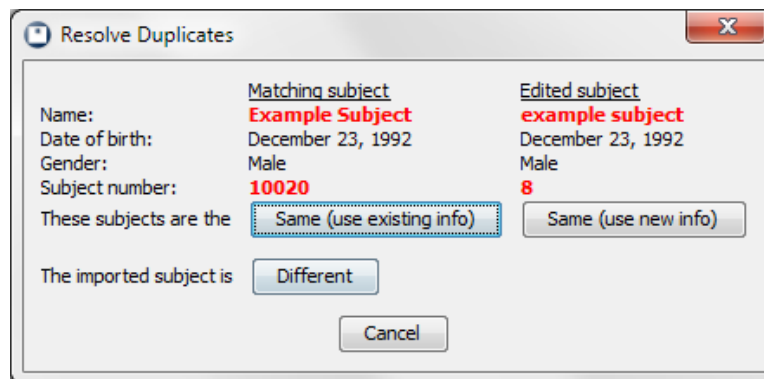 Resolve Duplicates
Matching subject Edited subject
Name: Example Subject example subject
Date of birth: December 23, 1992 December 23, 1992
Gender: Male Male
Subject number: 10020 8
These subjects are the Same (use existing info) Same (use new info)
The imported subject is Different
Cancel